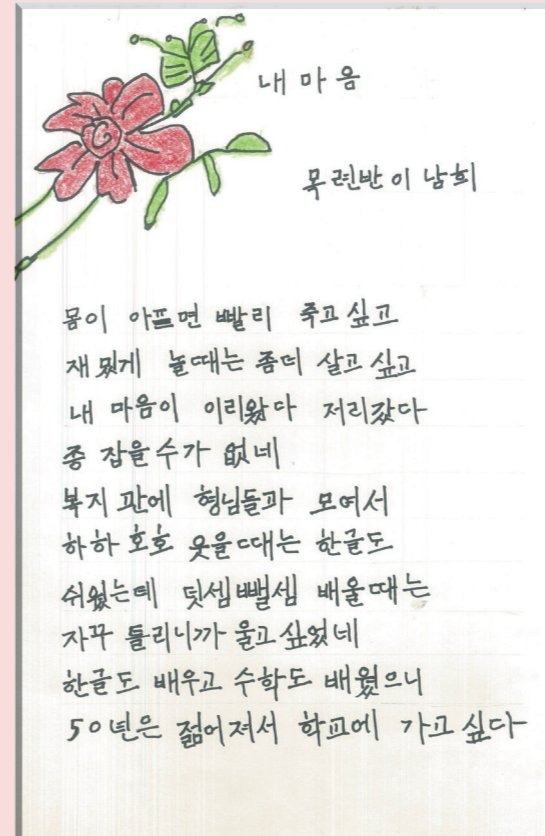 내 마음
목련반 이 남희
몸이 아프면 빨리 죽고 싶고
재밌게 놀때는 좀더 살고 싶고
내 마음이 이리왔다 저리갔다
종 잡을 수가 없네
복지 관에 형님들과 모여서
하하 호호 웃을때는 한글도
쉬웠는데 덧셈뺄셈 배울때는
자꾸 틀리니까 울고 싶었네
한글도 배우고 수학도 배웠으니
50년은 젊어져서 학교에 가고 싶다